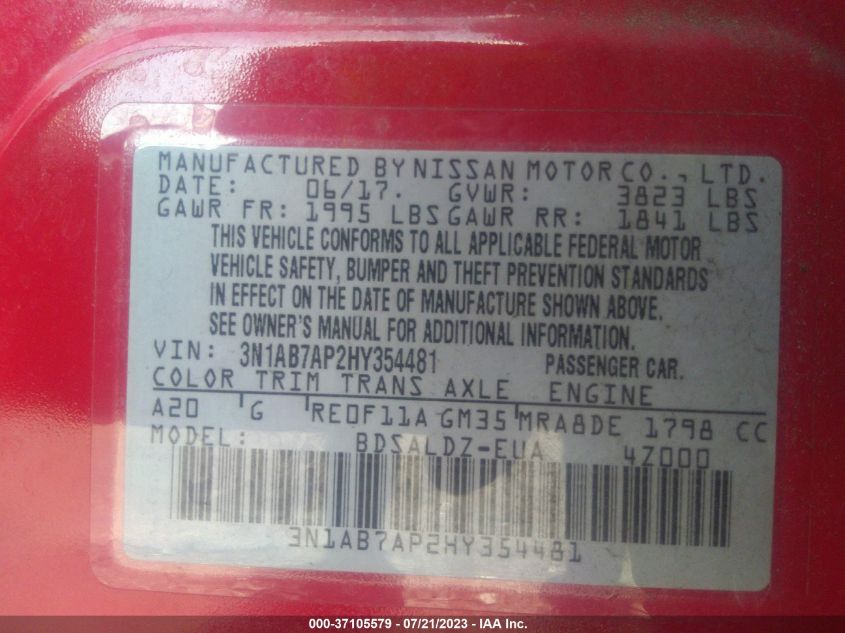 MANUFACTURED BY NISSAN MOTOR CO., LTD.
DATE: 06/17. GVWR: 3823 LBS
GAWR FR: 1995 LBS GAWR RR: 1841 LBS
THIS VEHICLE CONFORMS TO ALL APPLICABLE FEDERAL MOTOR
VEHICLE SAFETY, BUMPER AND THEFT PREVENTION STANDARDS
IN EFFECT ON THE DATE OF MANUFACTURE SHOWN ABOVE.
SEE OWNER'S MANUAL FOR ADDITIONAL INFORMATION.
VIN: 3N1AB7AP2HY354481 PASSENGER CAR.
COLOR TRIM TRANS AXLE ENGINE
A20 G RE0F11A GM35 MRA8DE 1798 CC
MODEL: BDSALDZ-EUA 4Z000
3N1AB7AP2HY354481
000-37105579 / 07/21/2023 - IAA Inc.